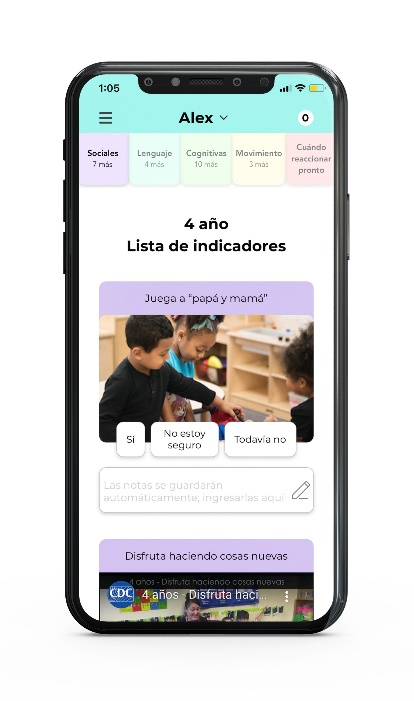 1:05
Alex
0
Sociales
7 más
Lenguaje
4 más
Cognitivas
10 más
Movimiento
3 más
Cuándo
reaccionar
pronto
4 año
Lista de indicadores
Juega a “papá y mamá”
Sí
No estoy
seguro
Todavía no
Las notas se guardarán
automáticamente; ingresarlas aquí
Disfruta haciendo cosas nuevas
4 años - Disfruta haciendo cosas nuevas
CDC
4 años - Disfruta haci...